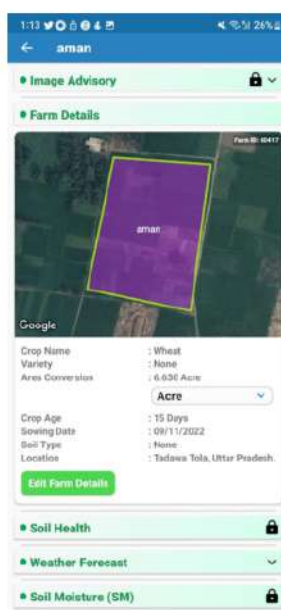 1:13
26%
aman
Image Advisory
Farm Details
Farm ID: 60417
aman
Google
Crop Name : Wheat
Variety : None
Area Conversion : 6.636 Acre
Acre
Crop Age : 15 Days
Sowing Date : 09/11/2022
Soil Type : None
Location : Tadawa Tola, Uttar Pradesh.
Edit Farm Details
Soil Health
Weather Forecast
Soil Moisture (SM)